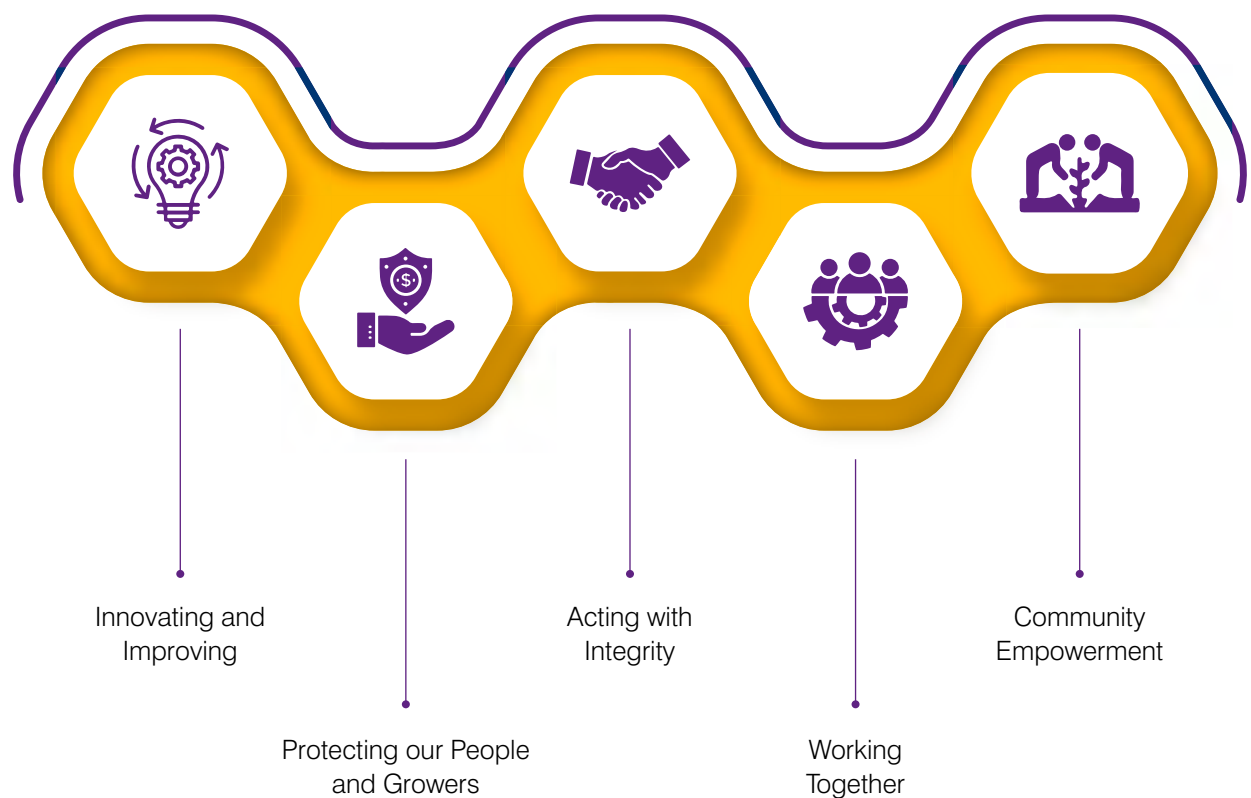 Innovating and
Improving
Protecting our People
and Growers
Acting with
Integrity
Working
Together
Community
Empowerment
$